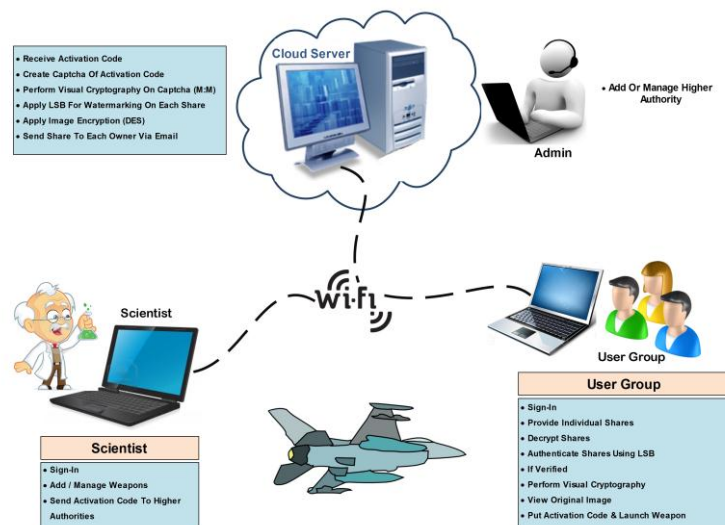 Cloud Server
• Receive Activation Code
• Create Captcha Of Activation Code
• Perform Visual Cryptography On Captcha (M:M)
• Apply LSB For Watermarking On Each Share
• Apply Image Encryption (DES)
• Send Share To Each Owner Via Email
• Add Or Manage Higher
Authority
Admin
Wi-Fi
Scientist
User Group
Scientist
• Sign-In
• Add / Manage Weapons
• Send Activation Code To Higher
Authorities
User Group
• Sign-In
• Provide Individual Shares
• Decrypt Shares
• Authenticate Shares Using LSB
• If Verified
• Perform Visual Cryptography
• View Original Image
• Put Activation Code & Launch Weapon